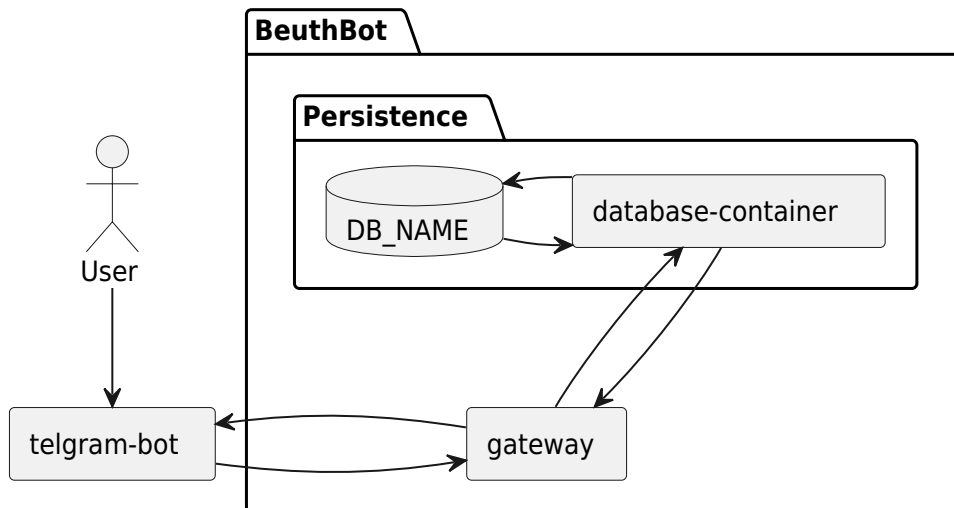 BeuthBot
Persistence
DB_NAME
database-container
User
telgram-bot
gateway